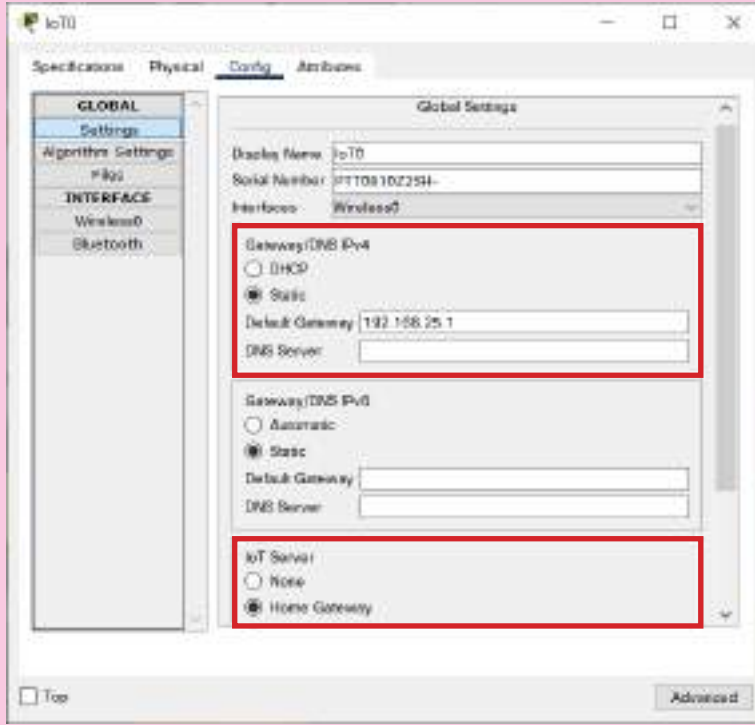 IoT0
Specifications Physical Config Attributes
GLOBAL
Settings
Algorithm Settings
Files
INTERFACE
Wireless0
Bluetooth
Global Settings
Display Name IoT0
Serial Number
Interfaces Wireless0
Gateway/DNS IPv4
DHCP
Static
Default Gateway 192.168.25.1
DNS Server
Gateway/DNS IPv6
Automatic
Static
Default Gateway
DNS Server
IoT Server
None
Home Gateway
Top
Advanced